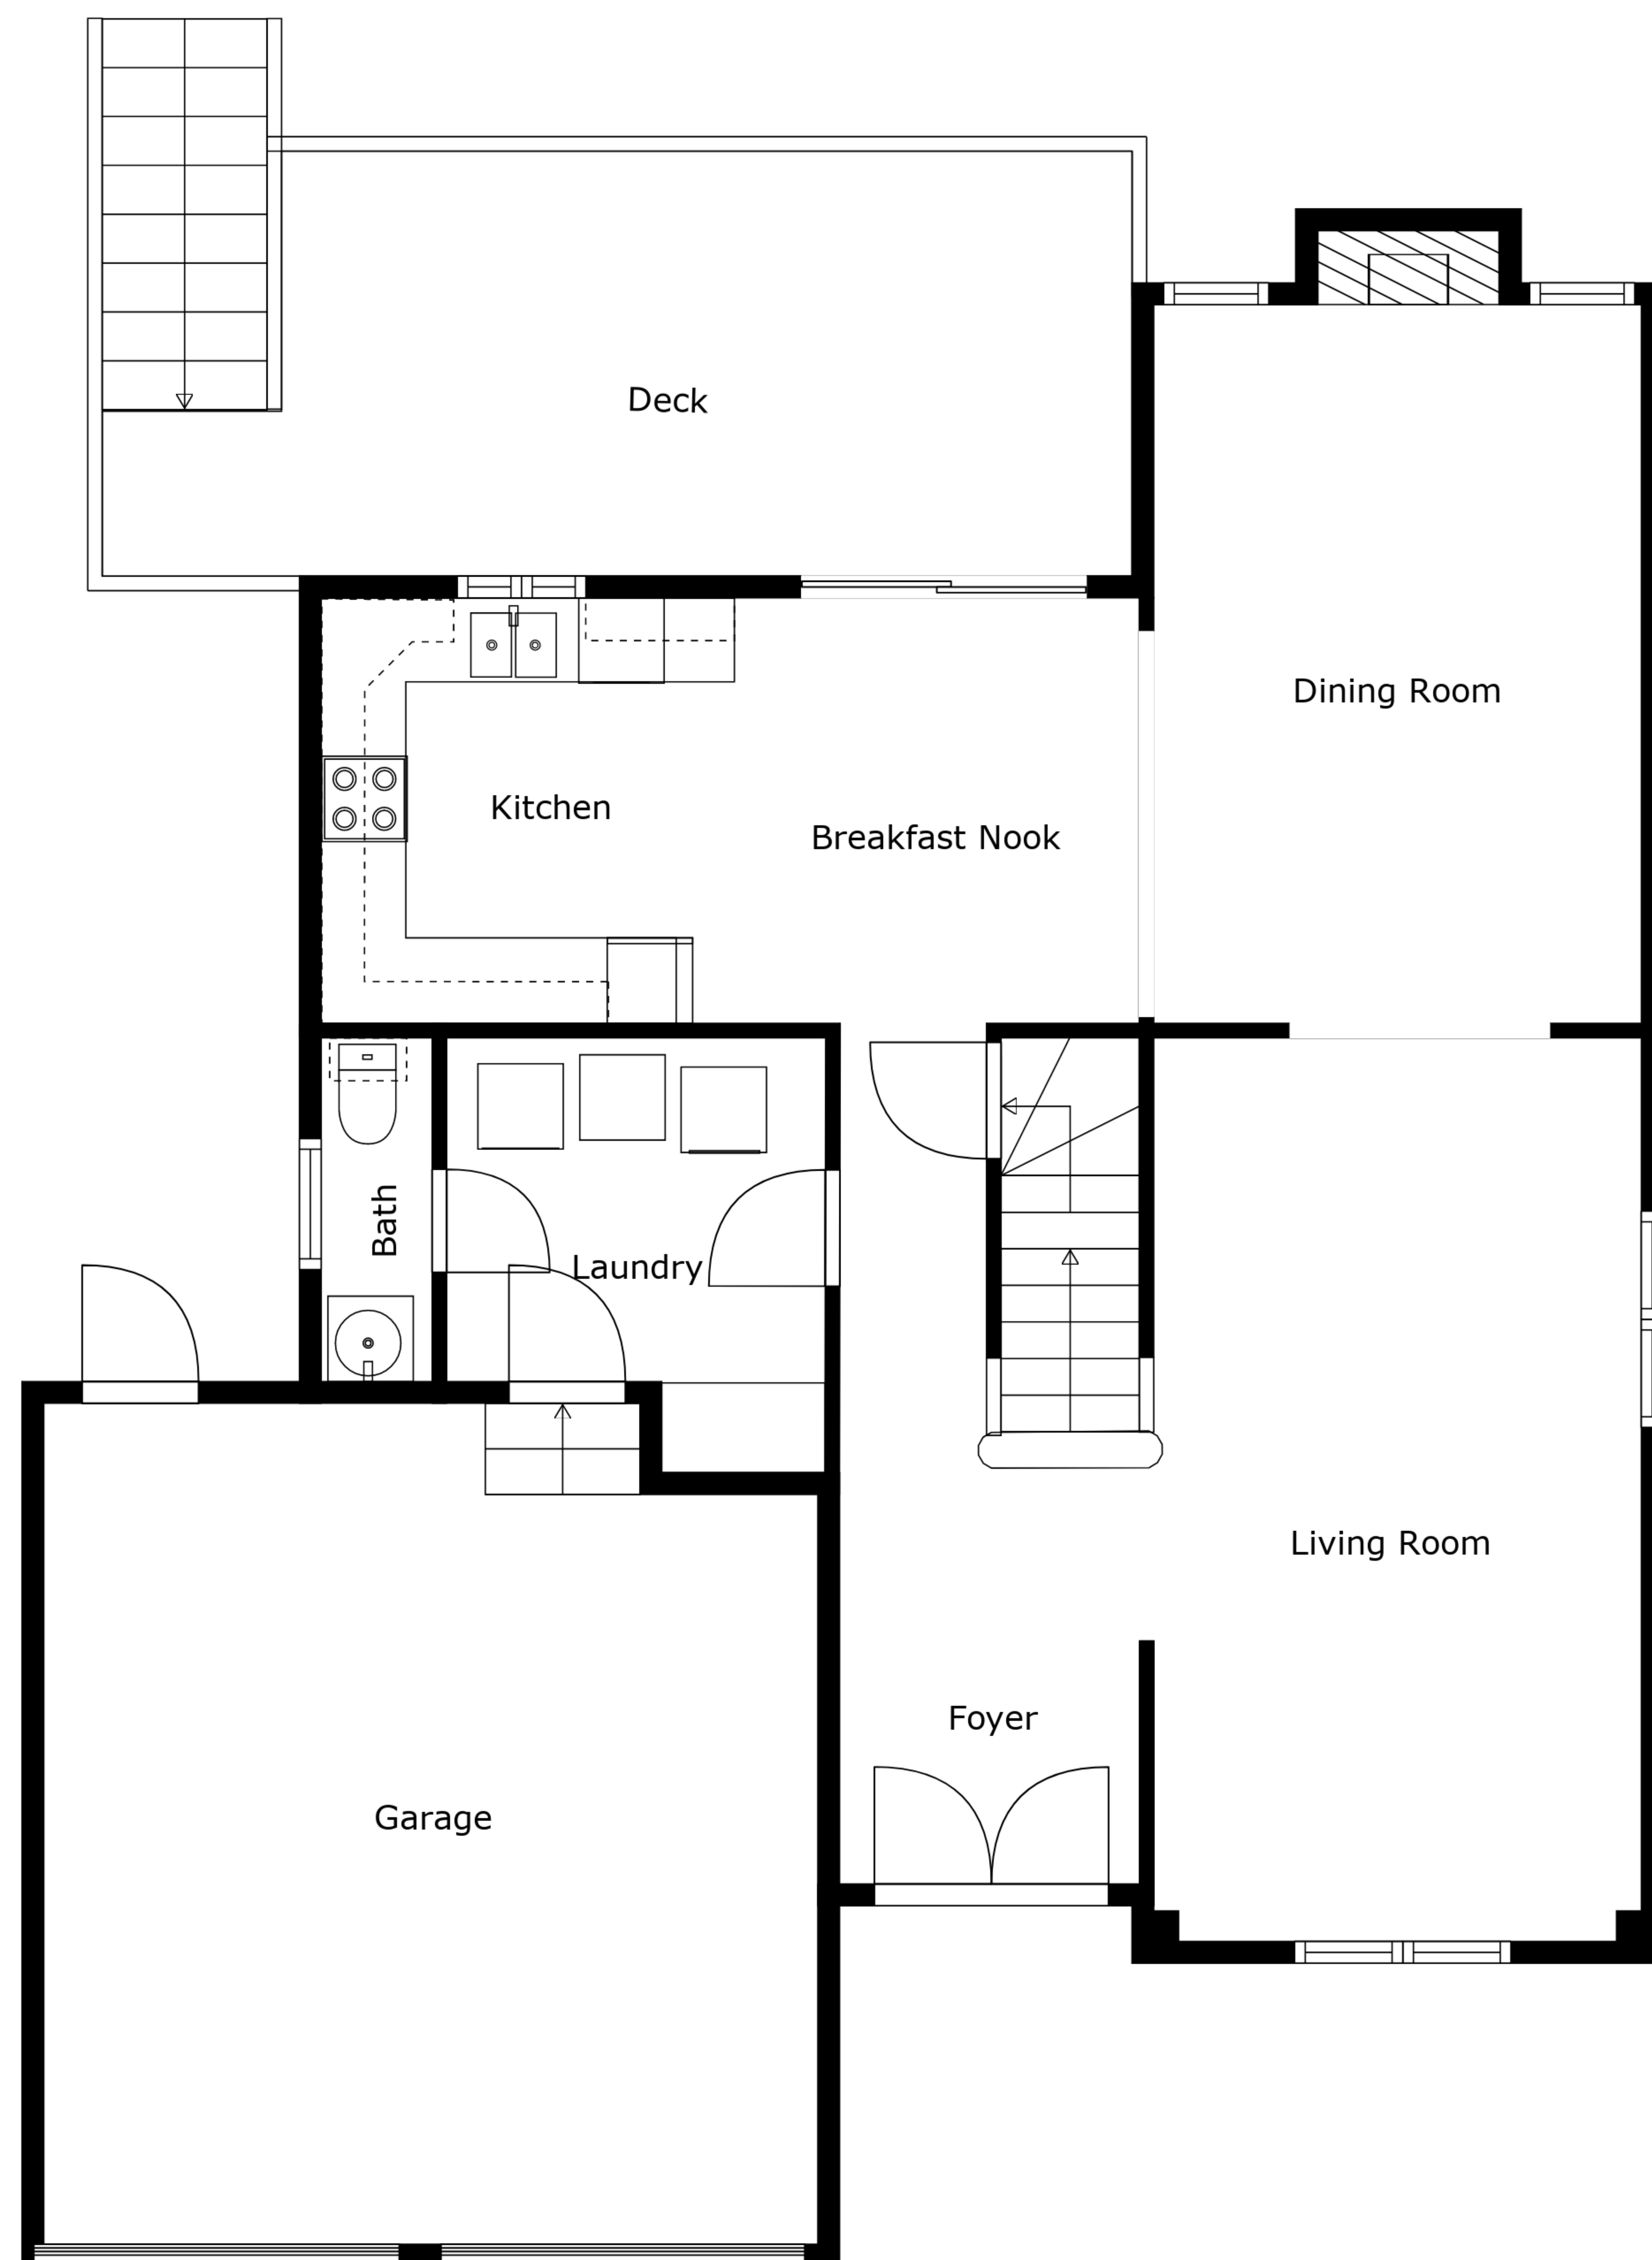 Deck
Dining Room
Kitchen
Breakfast Nook
Bath
Laundry
Living Room
Foyer
Garage